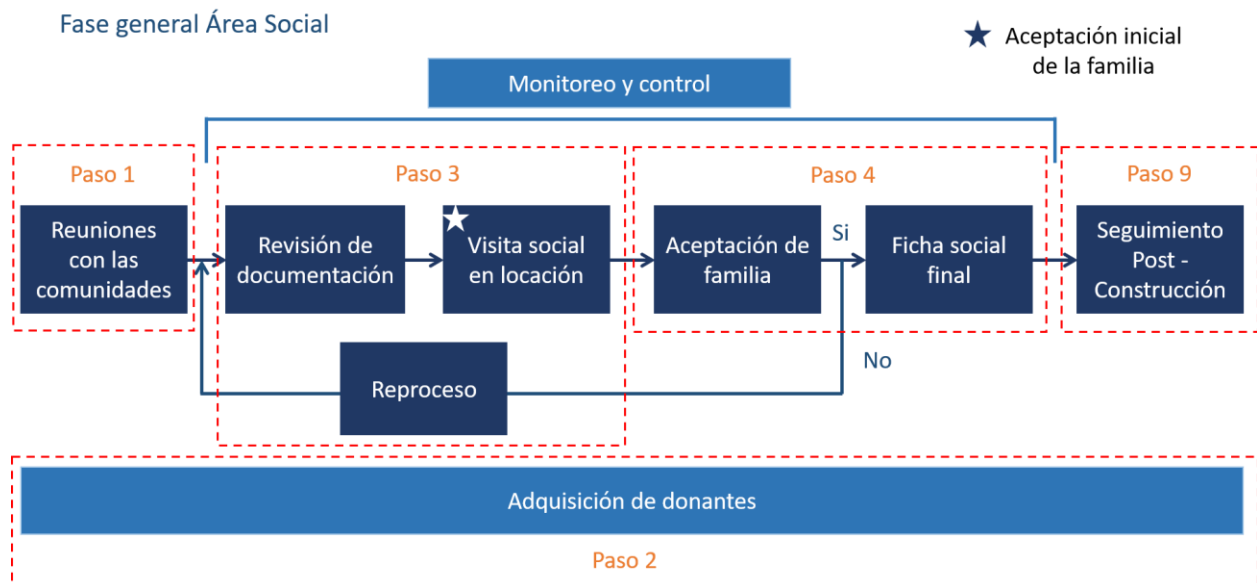 Fase general Área Social
Aceptación inicial
de la familia
Monitoreo y control
Paso 1
Paso 3
Paso 4
Paso 9
Reuniones
con las
comunidades
Revisión de
documentación
Visita social
en locación
Aceptación de
familia
Si
Ficha social
final
Seguimiento
Post -
Construcción
No
Reproceso
Adquisición de donantes
Paso 2